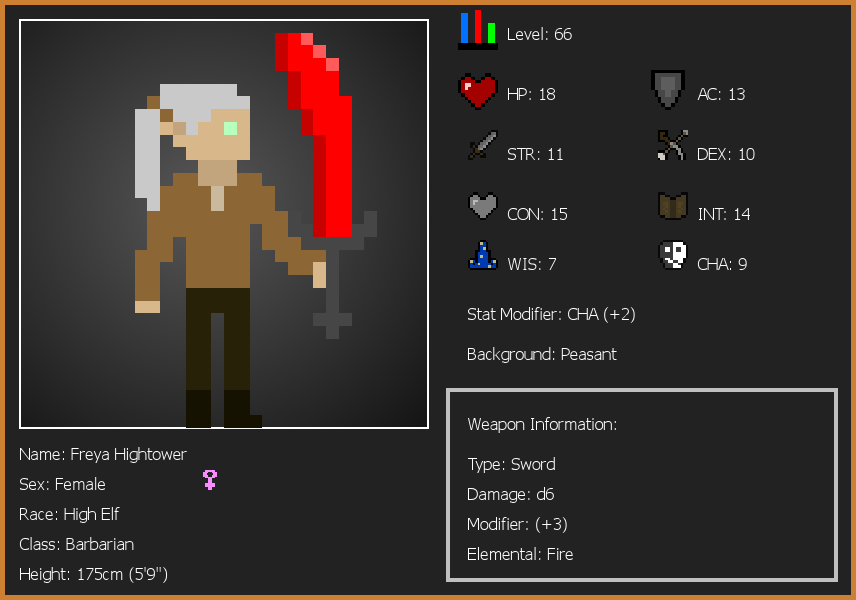 Level: 66
HP: 18
AC: 13
STR: 11
DEX: 10
CON: 15
INT: 14
WIS: 7
CHA: 9
Stat Modifier: CHA (+2)
Background: Peasant
Weapon Information:
Type: Sword
Damage: d6
Modifier: (+3)
Elemental: Fire
Name: Freya Hightower
Sex: Female
Race: High Elf
Class: Barbarian
Height: 175cm (5'9")